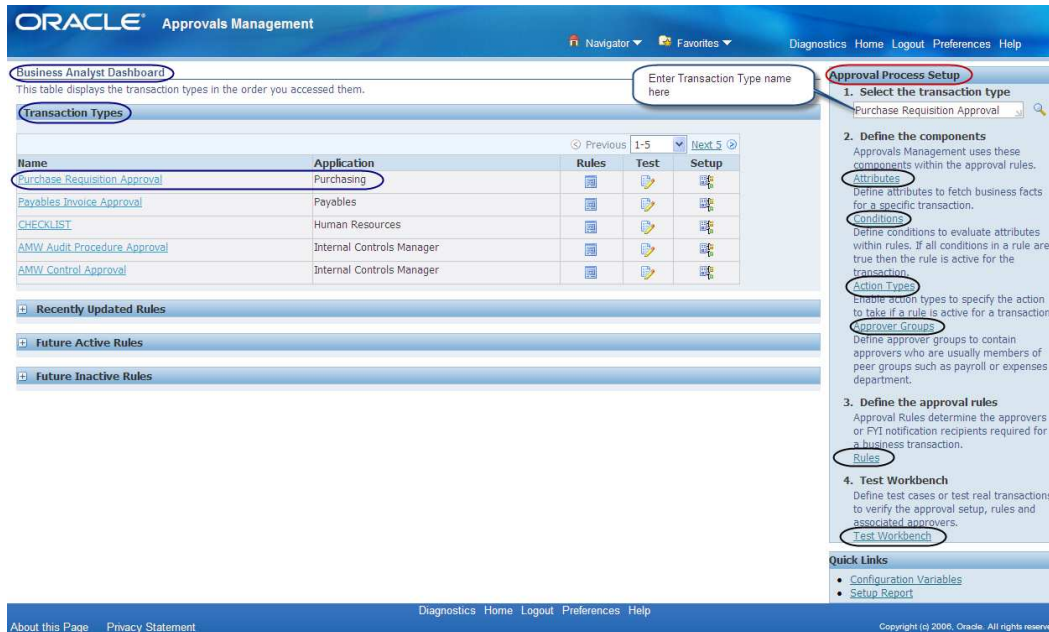 ORACLE® Approvals Management
Navigator Favorites Diagnostics Home Logout Preferences Help
Business Analyst Dashboard
This table displays the transaction types in the order you accessed them.
Transaction Types
Previous 1-5 Next 5
Name Application Rules Test Setup
Purchase Requisition Approval Purchasing
Payables Invoice Approval Payables
CHECKLIST Human Resources
AMW Audit Procedure Approval Internal Controls Manager
AMW Control Approval Internal Controls Manager
Recently Updated Rules
Future Active Rules
Future Inactive Rules
Enter Transaction Type name
here
Approval Process Setup
1. Select the transaction type
Purchase Requisition Approval
2. Define the components
Approvals Management uses these
components within the approval rules.
Attributes
Define attributes to fetch business facts
for a specific transaction.
Conditions
Define conditions to evaluate attributes
within rules. If all conditions in a rule are
true then the rule is active for the
transaction.
Action Types
Enable action types to specify the action
to take if a rule is active for a transaction
Approver Groups
Define approver groups to contain
approvers who are usually members of
peer groups such as payroll or expenses
department.
3. Define the approval rules
Approval Rules determine the approvers
or FYI notification recipients required for
a business transaction.
Rules
4. Test Workbench
Define test cases or test real transactions
to verify the approval setup, rules and
associated approvers.
Test Workbench
Quick Links
Configuration Variables
Setup Report
Diagnostics Home Logout Preferences Help
About this Page Privacy Statement Copyright (c) 2006, Oracle. All rights reserve